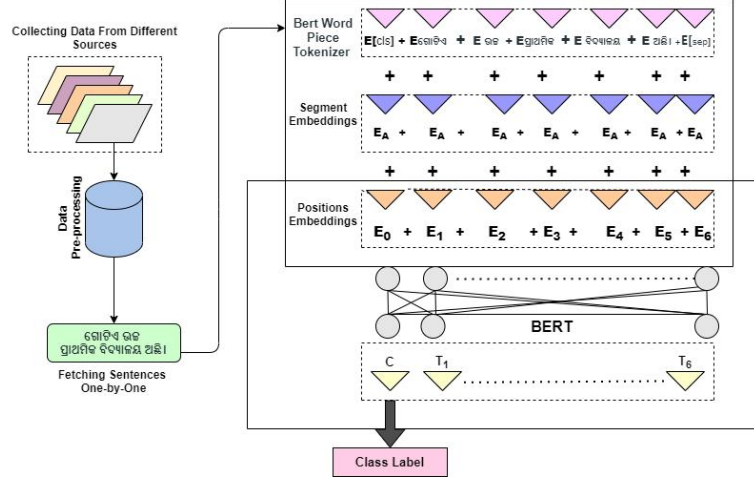 Collecting Data From Different
Sources
Data
Pre-processing
ଗୋଟିଏ ଉଚ୍ଚ
ପ୍ରାଥମିକ ବିଦ୍ୟାଳୟ ଅଛି।
Fetching Sentences
One-by-One
Bert Word
Piece
Tokenizer
E[cls] + Eଗୋଟିଏ + E ଉଚ୍ଚ + Eପ୍ରାଥମିକ + E ବିଦ୍ୟାଳୟ + E ଅଛି। +E[sep]
+ + + + + + +
Segment
Embeddings
EA + EA + EA + EA + EA + EA + EA
+ + + + + + +
Positions
Embeddings
E0 + E1 + E2 +E3 + E4 + E5 + E6
BERT
C T1 T6
Class Label